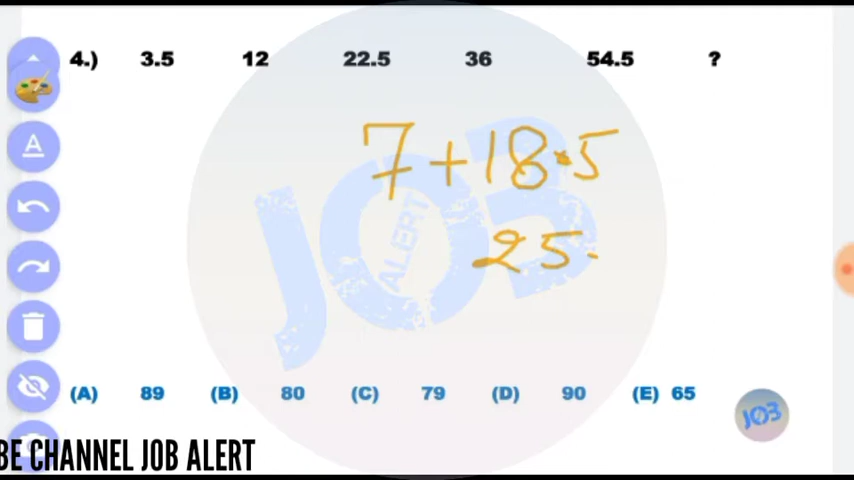 4.) 3.5 12 22.5 36 54.5 ?
7+18.5
25.
JOB
ALERT
(A) 89 (B) 80 (C) 79 (D) 90 (E) 65
JOB
BE CHANNEL JOB ALERT
A